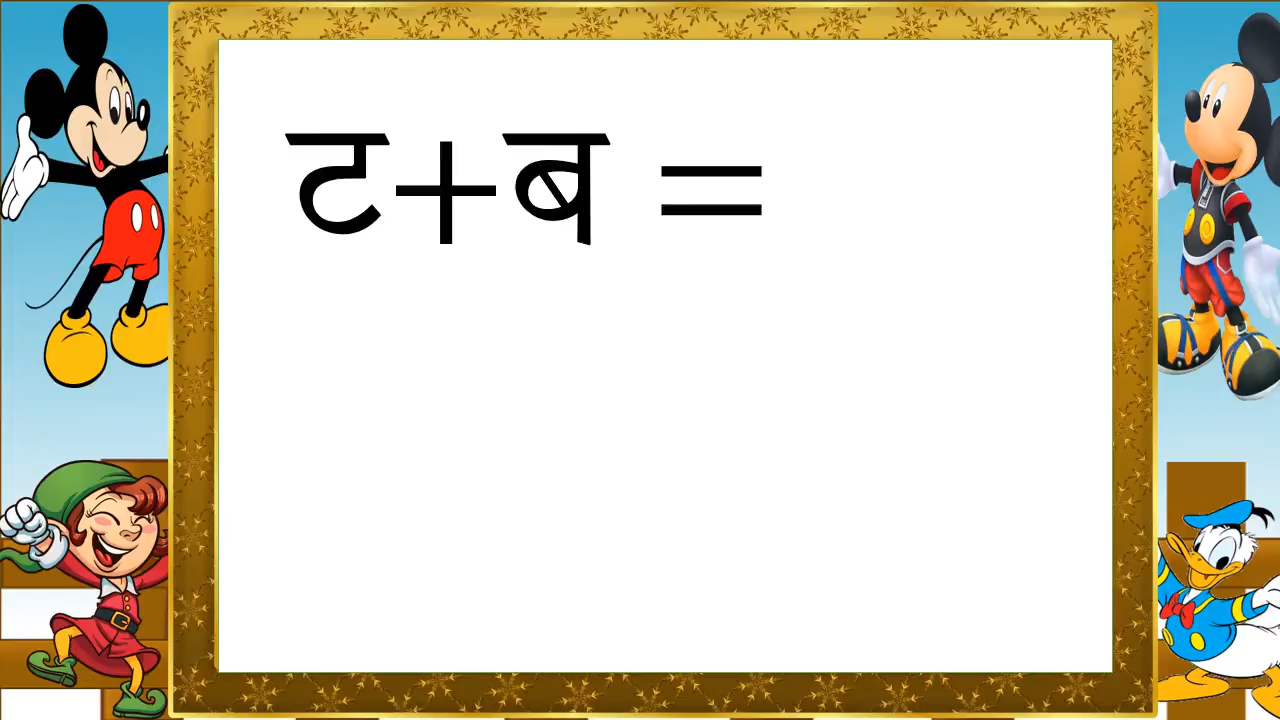 ट+ब =